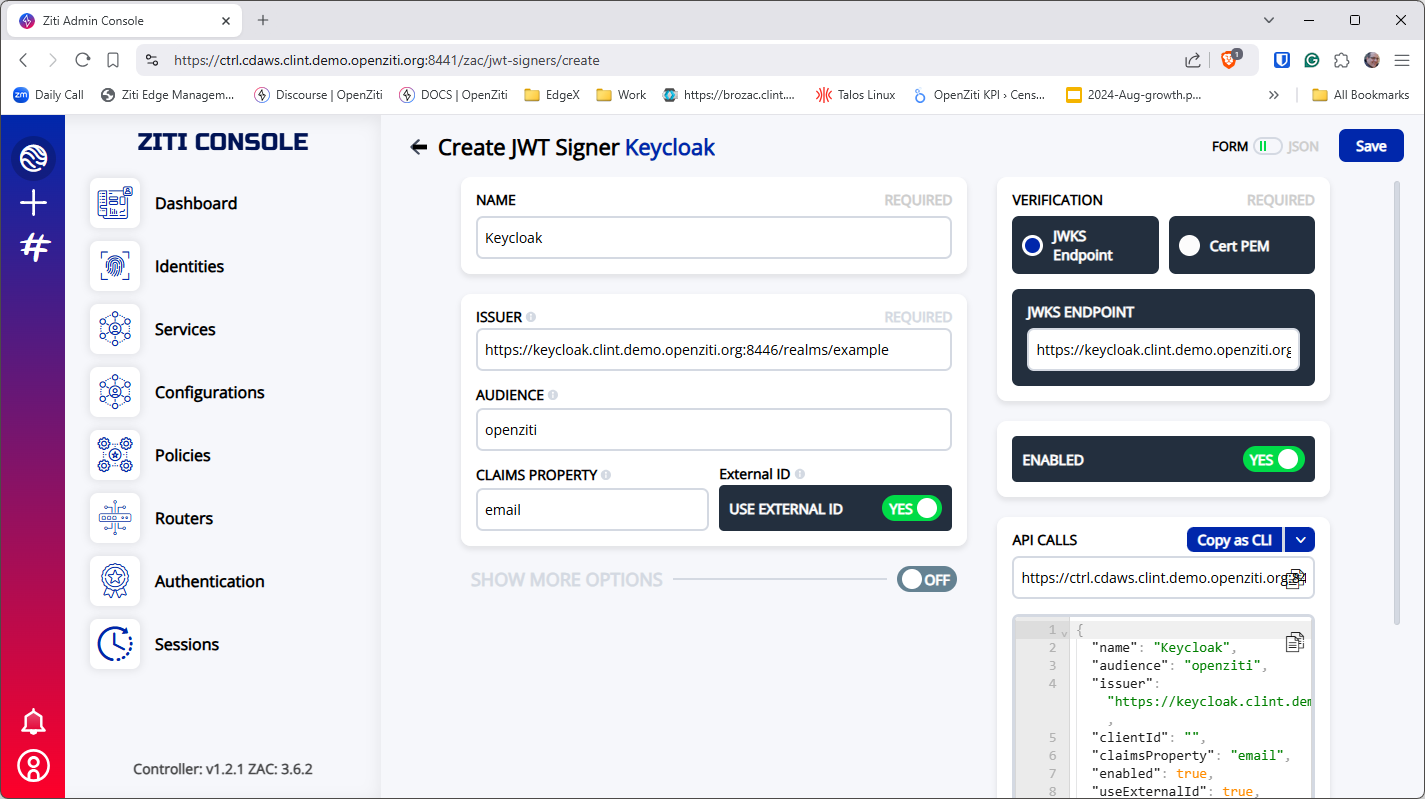 Ziti Admin Console
https://ctrl.cdaws.clint.demo.openziti.org:8441/zac/jwt-signers/create
1
zm Daily Call
Ziti Edge Managem...
Discourse | OpenZiti
DOCS | OpenZiti
EdgeX
Work
https://brozac.clint....
Talos Linux
OpenZiti KPI › Cens...
2024-Aug-growth.p...
All Bookmarks
ZITI CONSOLE
Dashboard
Identities
Services
Configurations
Policies
Routers
Authentication
Sessions
Controller: v1.2.1 ZAC: 3.6.2
Create JWT Signer Keycloak
FORM JSON
Save
NAME REQUIRED
Keycloak
ISSUER REQUIRED
https://keycloak.clint.demo.openziti.org:8446/realms/example
AUDIENCE
openziti
CLAIMS PROPERTY
email
External ID
USE EXTERNAL ID YES
SHOW MORE OPTIONS OFF
VERIFICATION REQUIRED
JWKS
Endpoint
Cert PEM
JWKS ENDPOINT
https://keycloak.clint.demo.openziti.org
ENABLED YES
API CALLS Copy as CLI
https://ctrl.cdaws.clint.demo.openziti.org:84
1 {
2 "name": "Keycloak",
3 "audience": "openziti",
4 "issuer":
"https://keycloak.clint.dem
,
5 "clientId": "",
6 "claimsProperty": "email",
7 "enabled": true,
8 "useExternalId": true,